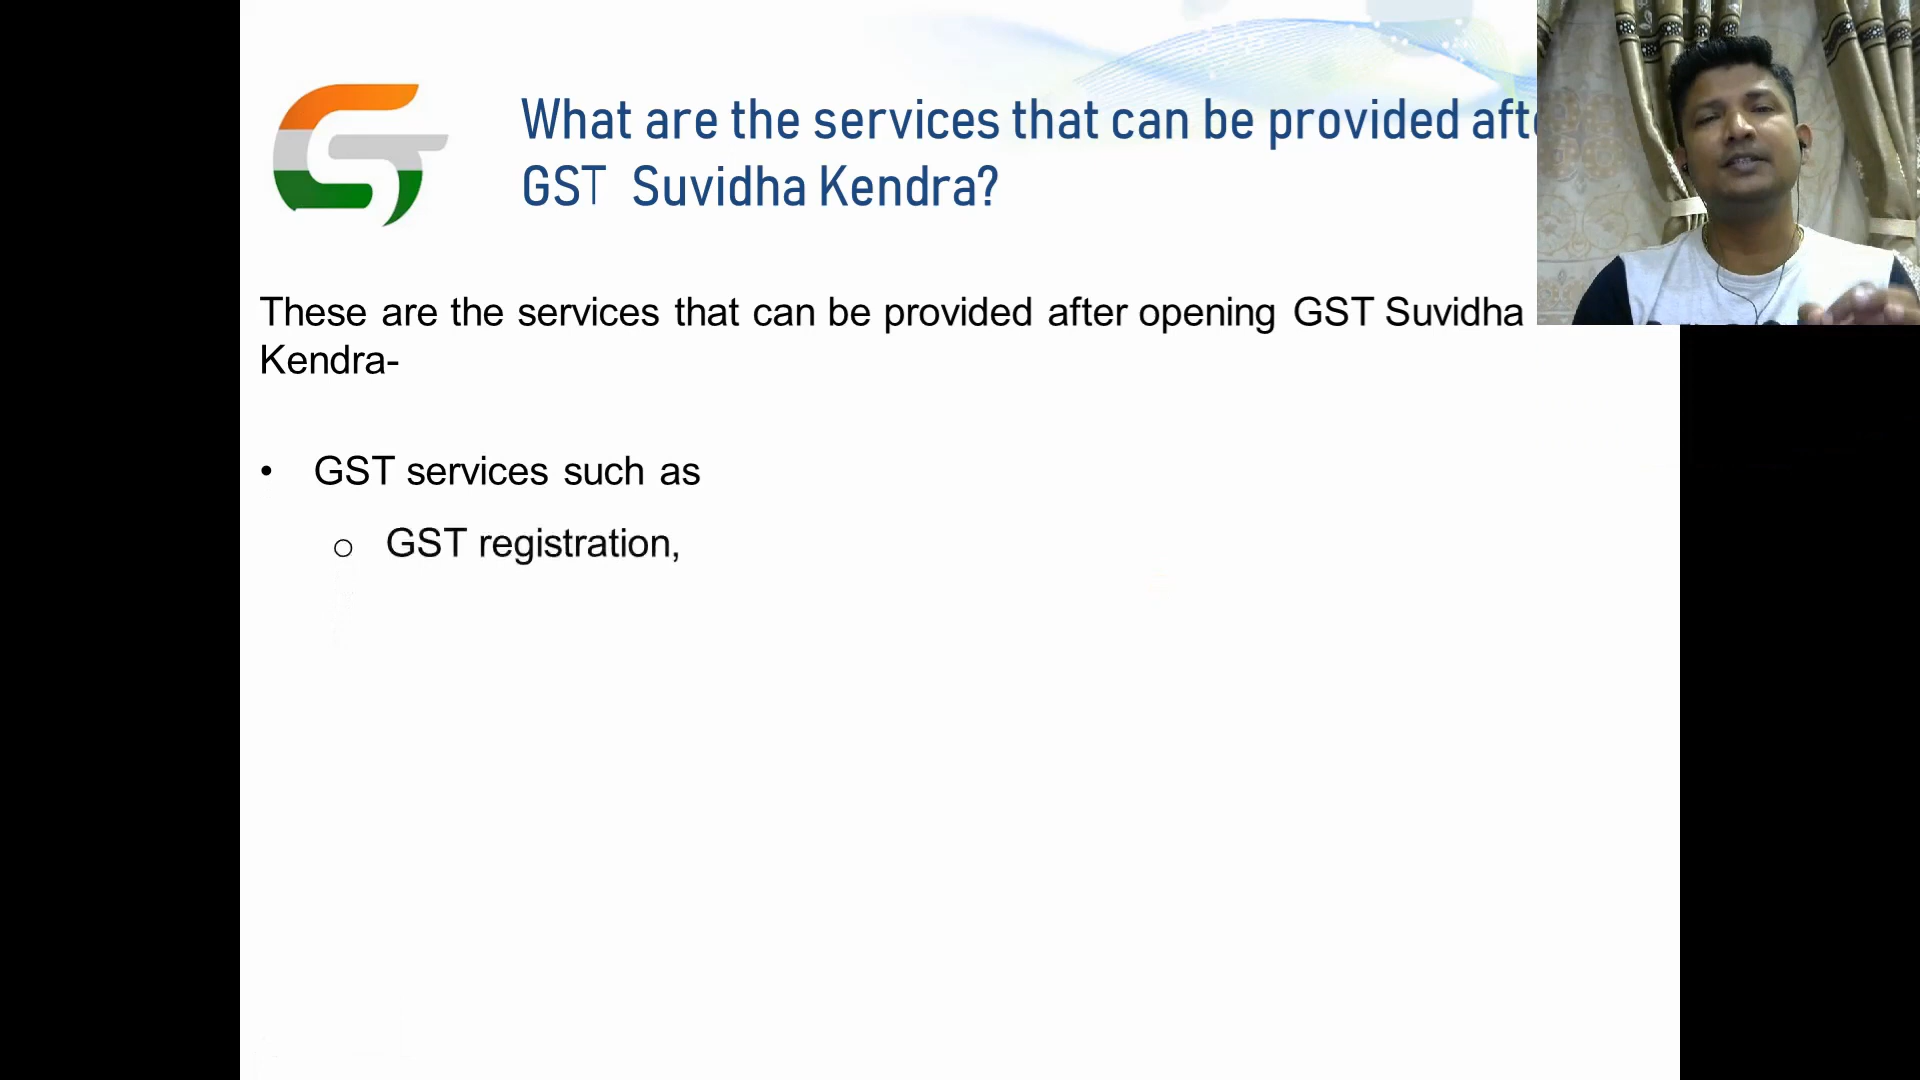 What are the services that can be provided
GST Suvidha Kendra?
These are the services that can be provided after opening GST Suvidha
Kendra-
• GST services such as
o GST registration,